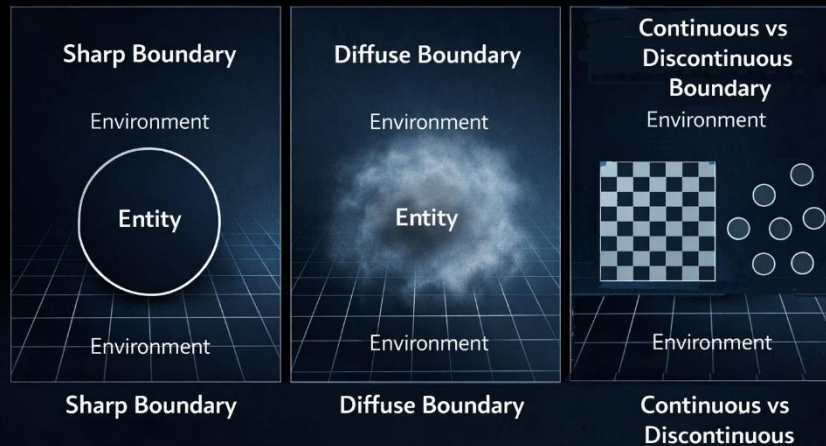 Sharp Boundary
Environment
Entity
Environment
Sharp Boundary
Diffuse Boundary
Environment
Entity
Environment
Diffuse Boundary
Continuous vs
Discontinuous
Boundary
Environment
Environment
Continuous vs
Discontinuous